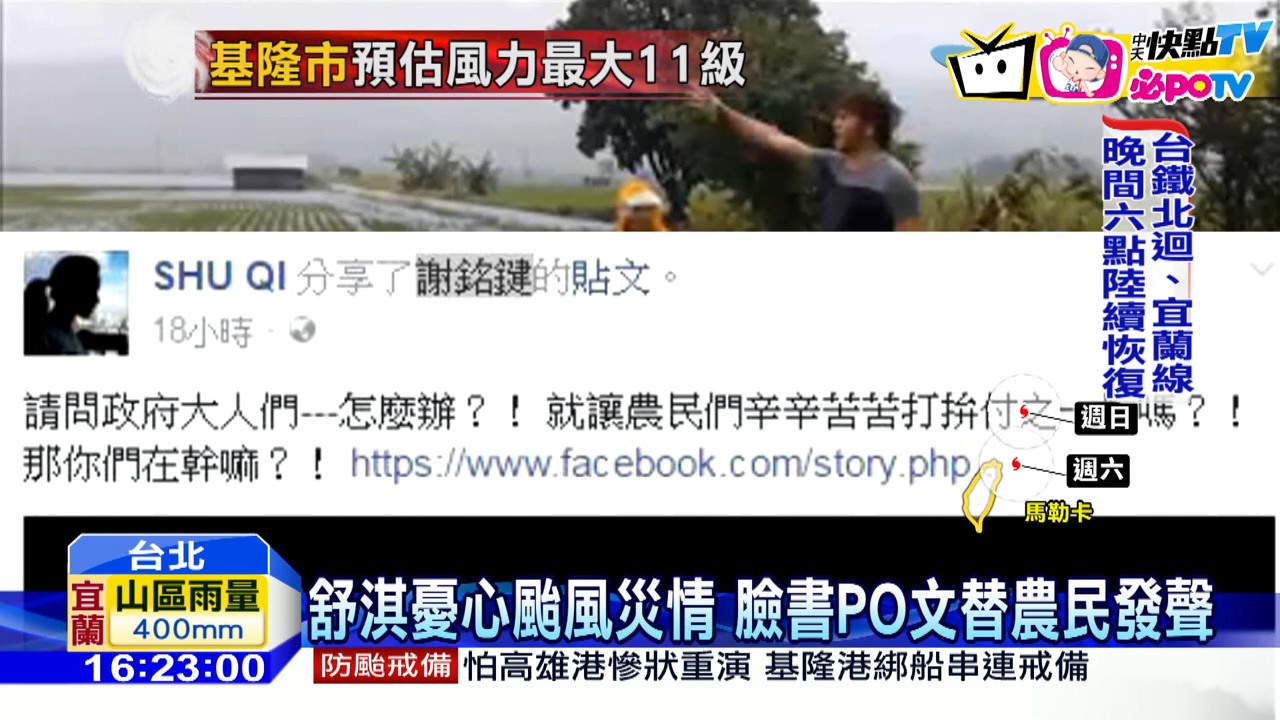 基隆市預估風力最大11級
中天快點TV
必POTV
台鐵北迴、宜蘭線
晚間六點陸續恢復
SHU QI 分享了謝銘鍵的貼文。
18小時
請問政府大人們---怎麼辦？！ 就讓農民們辛辛苦苦打拚付之 嗎？！
那你們在幹嘛？！ https://www.facebook.com/story.php
週日
週六
馬勒卡
台北
宜蘭
山區雨量
400mm
舒淇憂心颱風災情 臉書PO文替農民發聲
16:23:00
防颱戒備 怕高雄港慘狀重演 基隆港綁船串連戒備